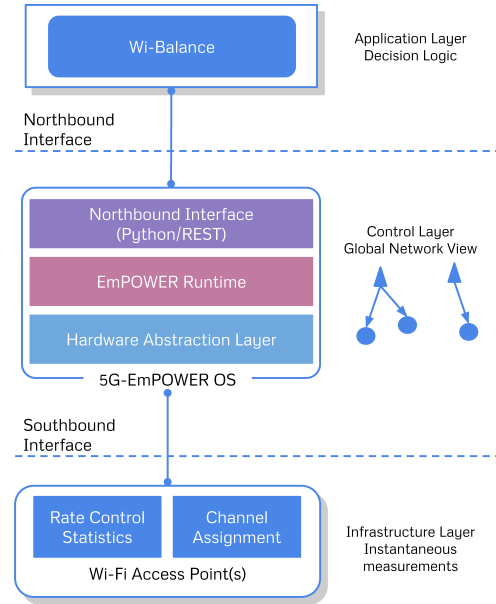 Wi-Balance
Application Layer
Decision Logic
Northbound
Interface
Northbound Interface
(Python/REST)
EmPOWER Runtime
Hardware Abstraction Layer
5G-EmPOWER OS
Control Layer
Global Network View
Southbound
Interface
Rate Control
Statistics
Channel
Assignment
Wi-Fi Access Point(s)
Infrastructure Layer
Instantaneous
measurements